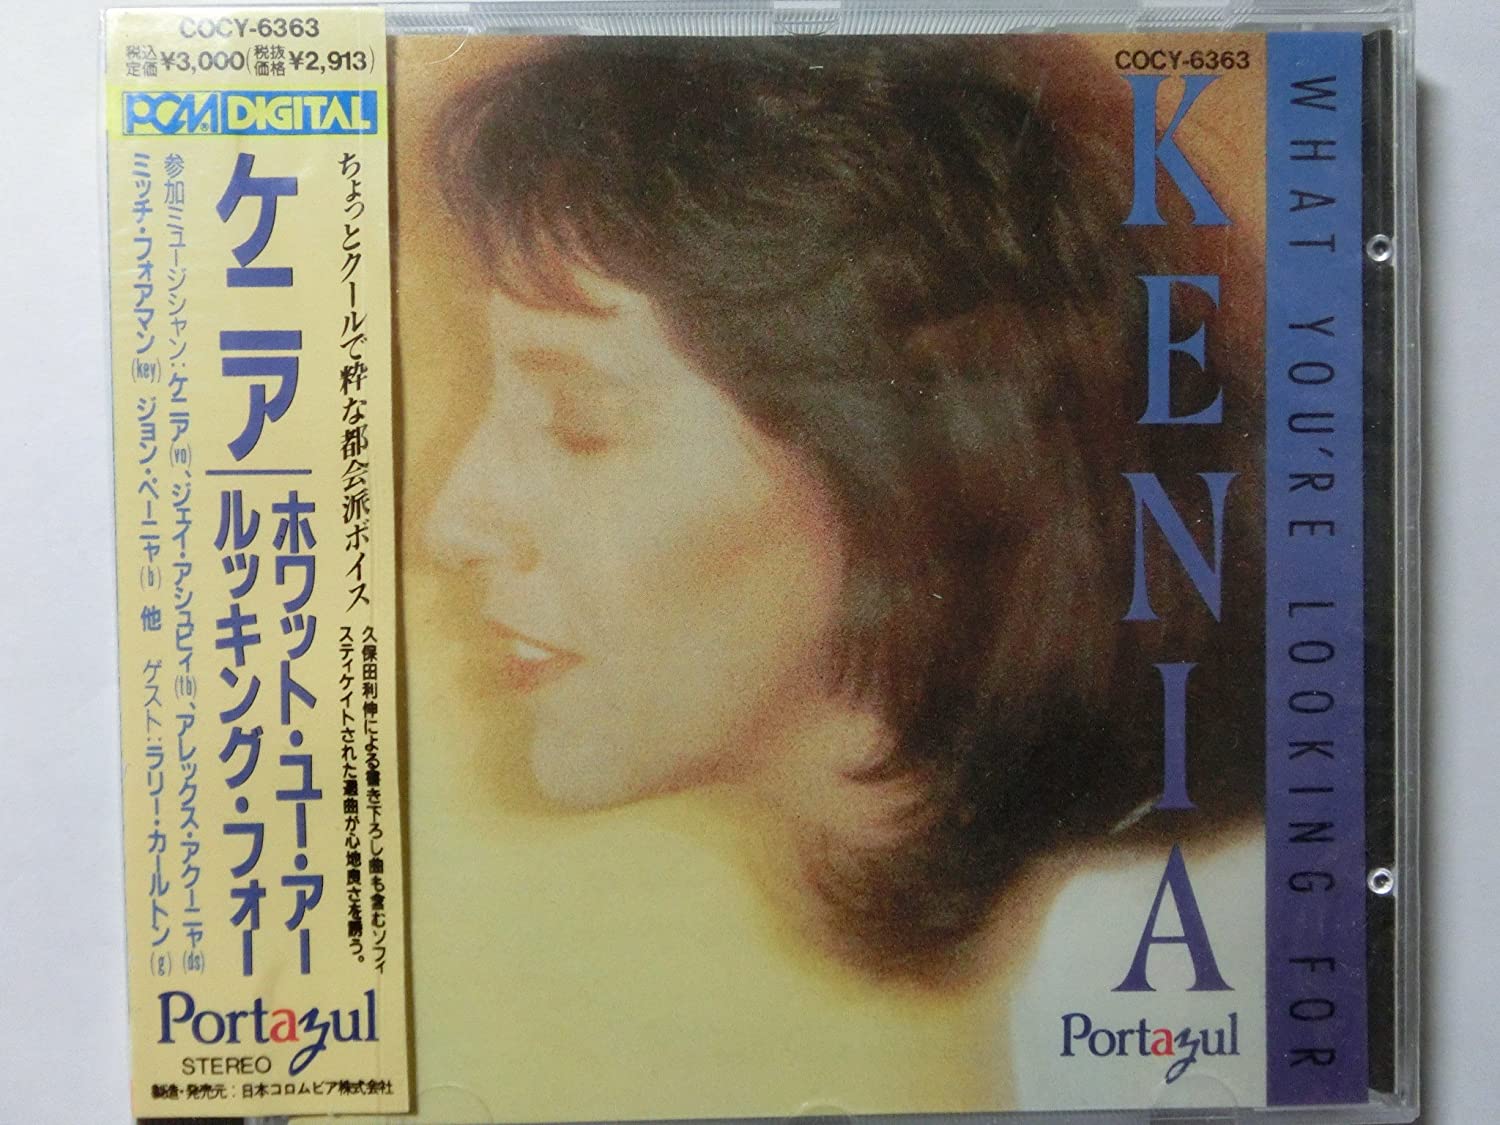 COCY-6363
税込定価¥3,000(税抜価格¥2,913)
PCM® DIGITAL
ちょっとクールで粋な都会派ボイス
久保田利伸による書き下ろし曲も含むソフィ
スティケイトされた選曲が心地良さを誘う。
ケニア
ホワット・ユー・アー
ルッキング・フォー
参加ミュージシャン:ケニア(vo)、ジェイ・アシュビィ(tb)、アレックス・アクーニャ(ds)
ミッチ・フォアマン(key) ジョン・ペーニャ(b) 他 ゲスト:ラリー・カールトン(g)
Portazul
STEREO
製造・発売元:日本コロムビア株式会社
COCY-6363
KENIA
Portazul
WHAT YOU'RE LOOKING FOR